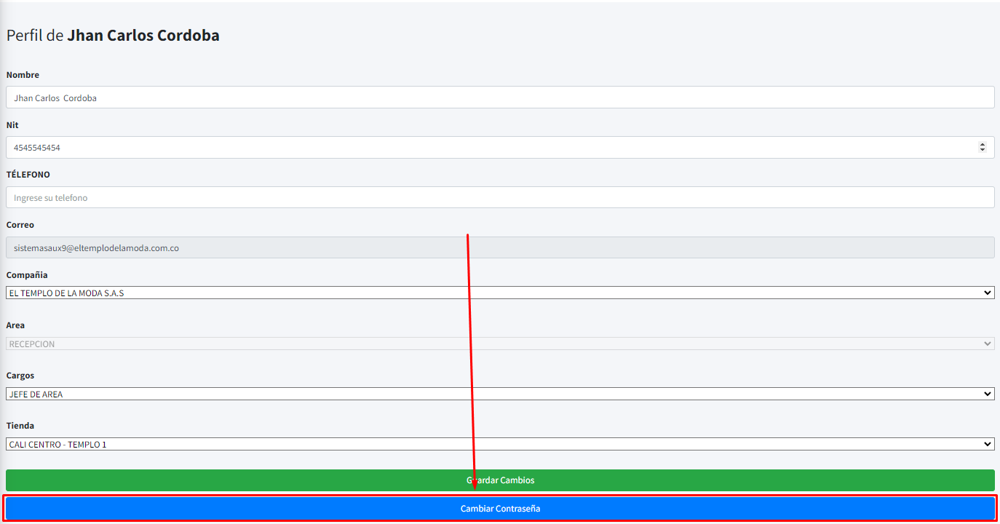 Perfil de Jhan Carlos Cordoba
Nombre
Jhan Carlos  Cordoba
Nit
4545545454
TÉLEFONO
Ingrese su telefono
Correo
sistemasaux9@eltemplodelamoda.com.co
Compañia
EL TEMPLO DE LA MODA S.A.S
Area
RECEPCION
Cargos
JEFE DE AREA
Tienda
CALI CENTRO - TEMPLO 1
Guardar Cambios
Cambiar Contraseña